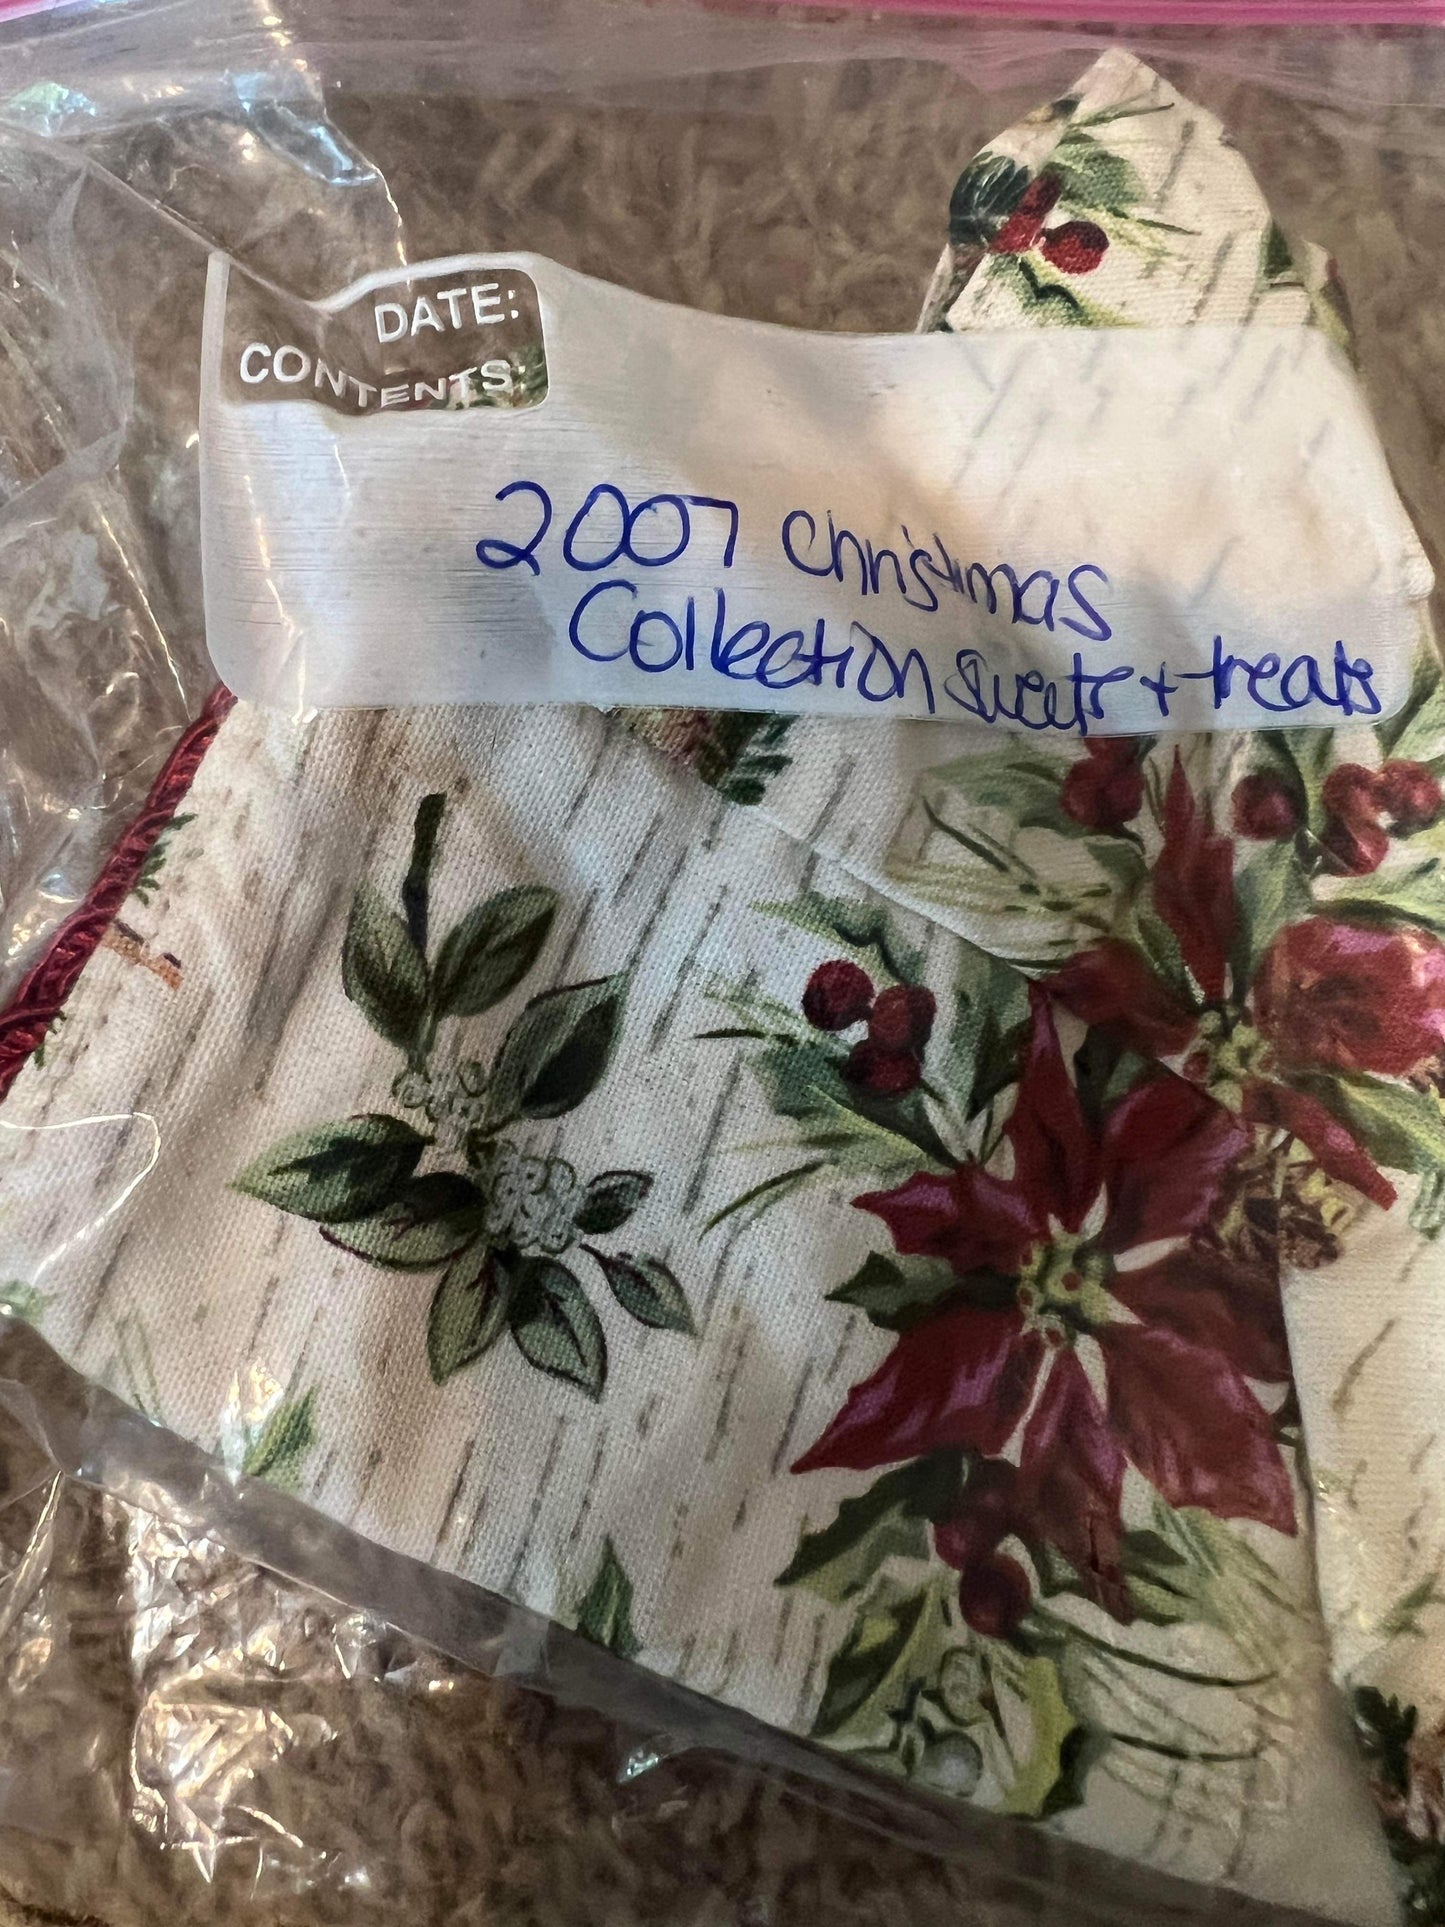 DATE:
CONTENTS:
2007 Christmas
Collection sweets + treats